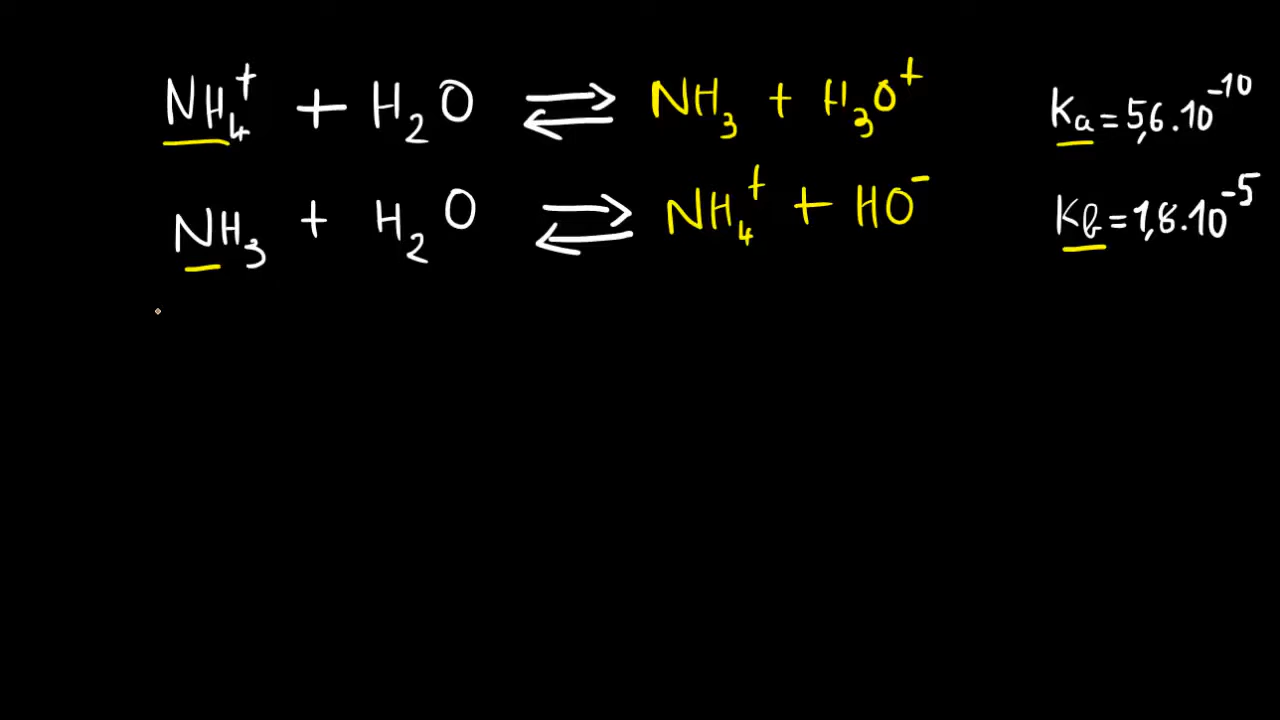 NH₄⁺ + H₂O ⇌ NH₃ + H₃O⁺ Ka = 5,6.10⁻¹⁰
NH₃ + H₂O ⇌ NH₄⁺ + HO⁻ Kb = 1,8.10⁻⁵